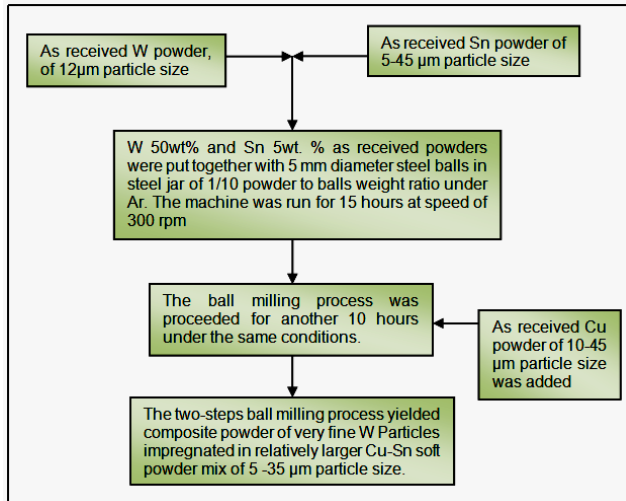 As received W powder,
of 12µm particle size
As received Sn powder of
5-45 µm particle size
W 50wt% and Sn 5wt. % as received powders
were put together with 5 mm diameter steel balls in
steel jar of 1/10 powder to balls weight ratio under
Ar. The machine was run for 15 hours at speed of
300 rpm
The ball milling process was
proceeded for another 10 hours
under the same conditions.
As received Cu
powder of 10-45
µm particle size
was added
The two-steps ball milling process yielded
composite powder of very fine W Particles
impregnated in relatively larger Cu-Sn soft
powder mix of 5 -35 µm particle size.